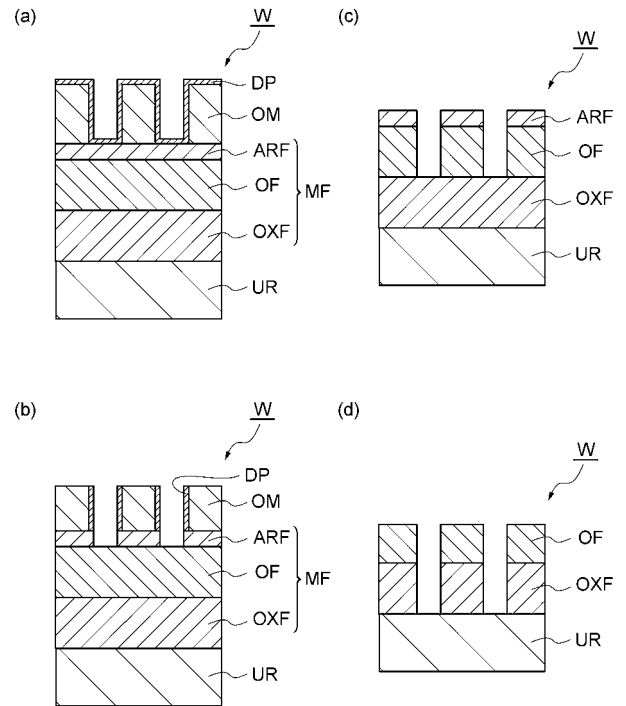 (a)
W
DP
OM
ARF
OF
MF
OXF
UR
(c)
W
ARF
OF
OXF
UR
(b)
W
DP
OM
ARF
OF
MF
OXF
UR
(d)
W
OF
OXF
UR